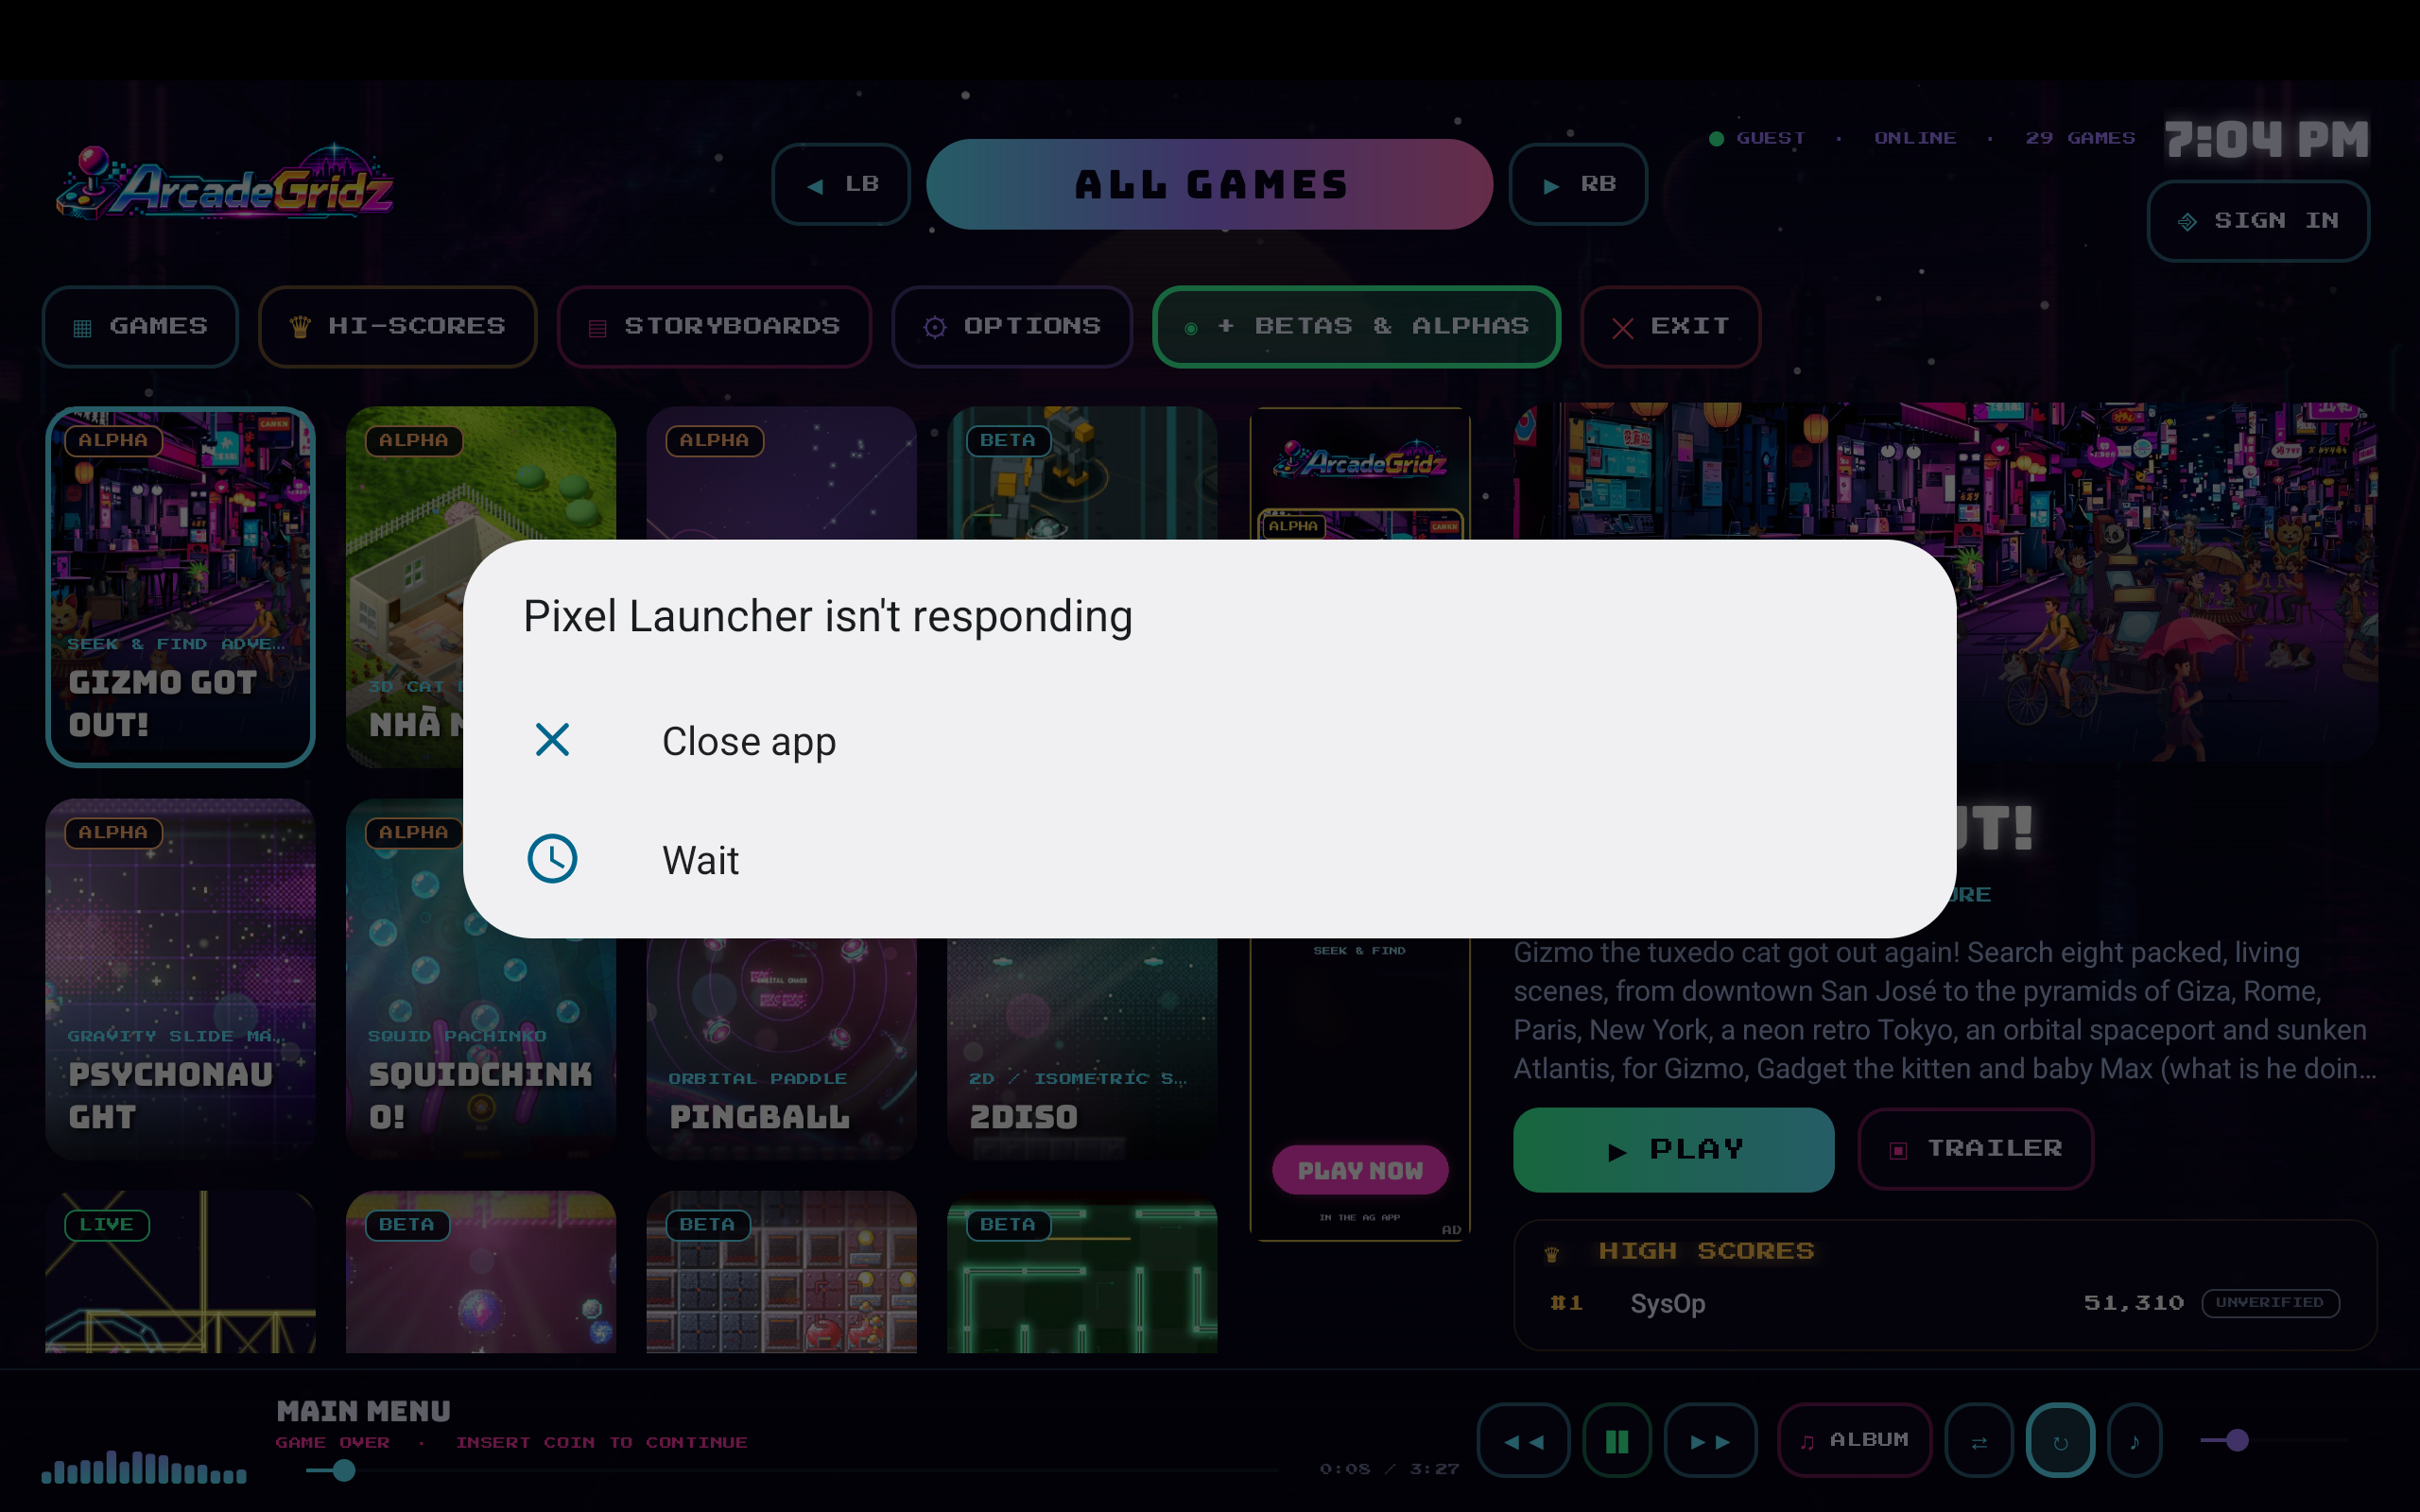 ArcadeGridz
◀ LB
ALL GAMES
▶ RB
GUEST · ONLINE · 29 GAMES
7:04 PM
SIGN IN
GAMES
HI-SCORES
STORYBOARDS
OPTIONS
+ BETAS & ALPHAS
EXIT
ALPHA
SEEK & FIND ADVE…
GIZMO GOT
OUT!
ALPHA
3D CAT
NHÀ
ALPHA
BETA
ArcadeGridz
ALPHA
Pixel Launcher isn't responding
Close app
Wait
UT!
URE
Gizmo the tuxedo cat got out again! Search eight packed, living
scenes, from downtown San José to the pyramids of Giza, Rome,
Paris, New York, a neon retro Tokyo, an orbital spaceport and sunken
Atlantis, for Gizmo, Gadget the kitten and baby Max (what is he doin…
▶ PLAY
TRAILER
ALPHA
GRAVITY SLIDE MA…
PSYCHONAU
GHT
ALPHA
SQUID PACHINKO
SQUIDCHINK
O!
ORBITAL PADDLE
PINGBALL
2D / ISOMETRIC S…
2DISO
SEEK & FIND
PLAY NOW
IN THE AG APP
AD
LIVE
BETA
BETA
BETA
HIGH SCORES
#1 SysOp 51,310 UNVERIFIED
MAIN MENU
GAME OVER · INSERT COIN TO CONTINUE
0:08 / 3:27
ALBUM